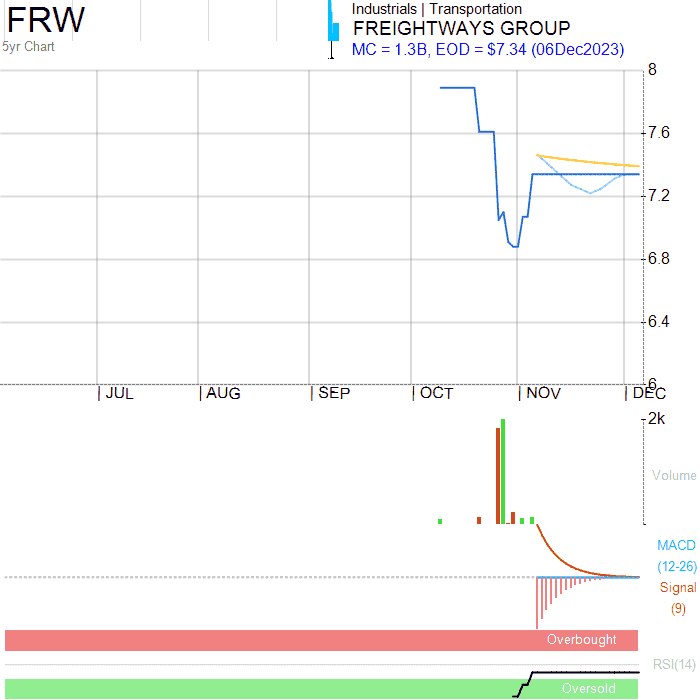 FRW
5yr Chart
Industrials | Transportation
FREIGHTWAYS GROUP
MC = 1.3B, EOD = $7.34 (06Dec2023)
8
7.6
7.2
6.8
6.4
6
JUL AUG SEP OCT NOV DEC
2k
Volume
MACD
(12-26)
Signal
(9)
Overbought
RSI(14)
Oversold